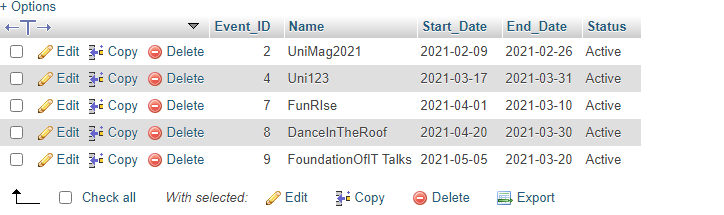 + Options
Event_ID Name Start_Date End_Date Status
Edit Copy Delete 2 UniMag2021 2021-02-09 2021-02-26 Active
Edit Copy Delete 4 Uni123 2021-03-17 2021-03-31 Active
Edit Copy Delete 7 FunRIse 2021-04-01 2021-03-10 Active
Edit Copy Delete 8 DanceInTheRoof 2021-04-20 2021-03-30 Active
Edit Copy Delete 9 FoundationOfIT Talks 2021-05-05 2021-03-20 Active
Check all With selected: Edit Copy Delete Export